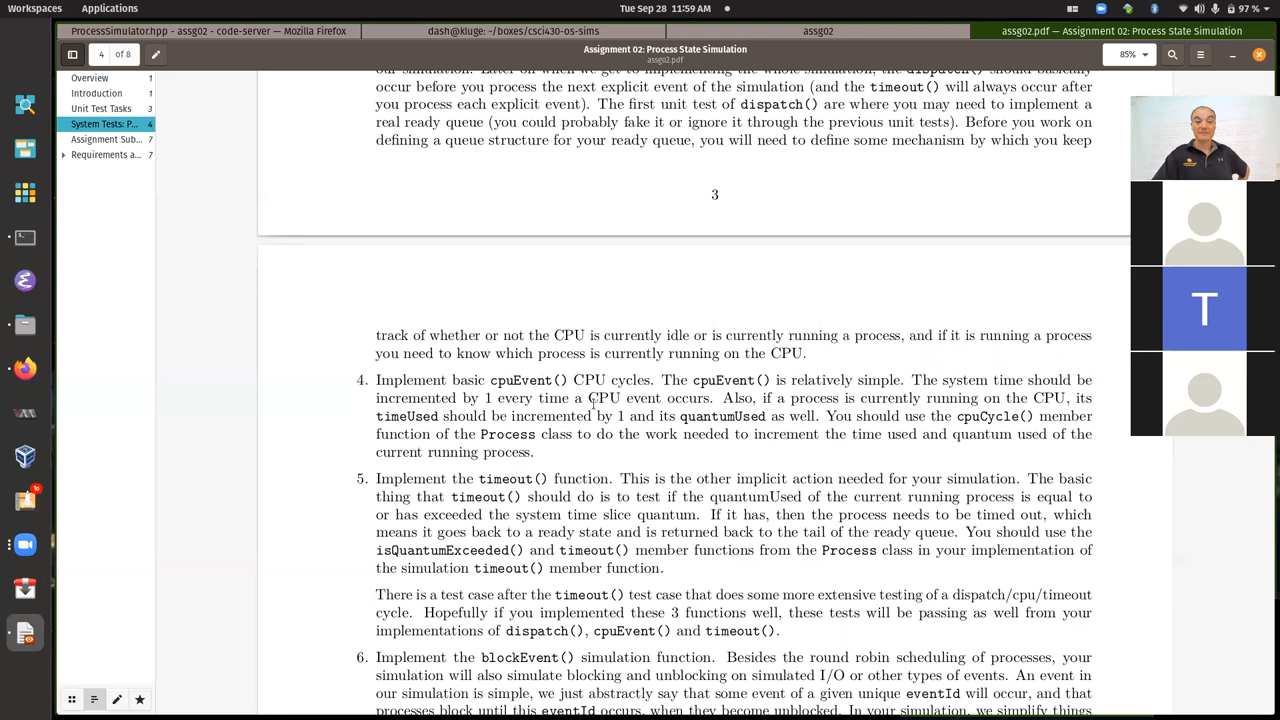 Workspaces Applications Tue Sep 28 11:59 AM 97 %
ProcessSimulator.hpp - assg02 - code-server — Mozilla Firefox
dash@kluge: ~/boxes/csci430-os-sims
assg02
assg02.pdf — Assignment 02: Process State Simulation
4 of 8
Assignment 02: Process State Simulation
assg02.pdf
85%
Overview 1
Introduction 1
Unit Test Tasks 3
System Tests: P... 4
Assignment Sub... 7
Requirements a... 7
our simulation. Later on when we get to implementing the whole simulation, the dispatch() should basically
occur before you process the next explicit event of the simulation (and the timeout() will always occur after
you process each explicit event). The first unit test of dispatch() are where you may need to implement a
real ready queue (you could probably fake it or ignore it through the previous unit tests). Before you work on
defining a queue structure for your ready queue, you will need to define some mechanism by which you keep
3
track of whether or not the CPU is currently idle or is currently running a process, and if it is running a process
you need to know which process is currently running on the CPU.
4. Implement basic cpuEvent() CPU cycles. The cpuEvent() is relatively simple. The system time should be
incremented by 1 every time a CPU event occurs. Also, if a process is currently running on the CPU, its
timeUsed should be incremented by 1 and its quantumUsed as well. You should use the cpuCycle() member
function of the Process class to do the work needed to increment the time used and quantum used of the
current running process.
5. Implement the timeout() function. This is the other implicit action needed for your simulation. The basic
thing that timeout() should do is to test if the quantumUsed of the current running process is equal to
or has exceeded the system time slice quantum. If it has, then the process needs to be timed out, which
means it goes back to a ready state and is returned back to the tail of the ready queue. You should use the
isQuantumExceeded() and timeout() member functions from the Process class in your implementation of
the simulation timeout() member function.
There is a test case after the timeout() test case that does some more extensive testing of a dispatch/cpu/timeout
cycle. Hopefully if you implemented these 3 functions well, these tests will be passing as well from your
implementations of dispatch(), cpuEvent() and timeout().
6. Implement the blockEvent() simulation function. Besides the round robin scheduling of processes, your
simulation will also simulate blocking and unblocking on simulated I/O or other types of events. An event in
our simulation is simple, we just abstractly say that some event of a given unique eventId will occur, and that
processes block until this eventId occurs, when they become unblocked. In your simulation, we simplify things
T